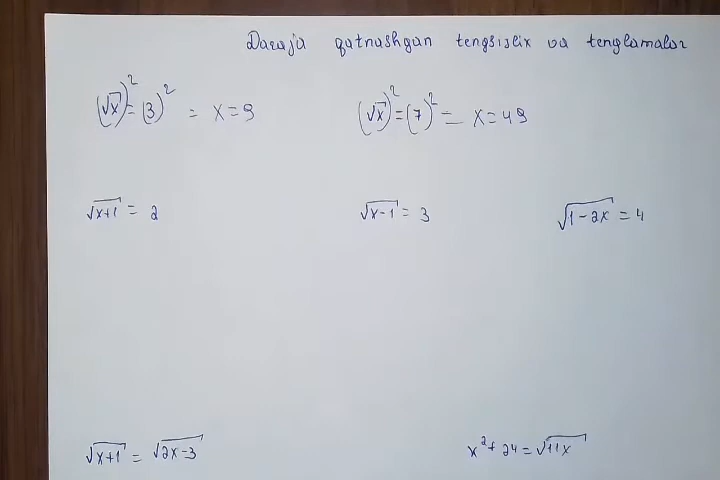 Daraja qatnashgan tengsizlik va tenglamalar
(√x)² = (3)² = x = 9 (√x)² = (7)² = x = 49
√x+1 = 2 √x-1 = 3 √1-2x = 4
√x+1 = √2x-3 x² + 24 = √11x